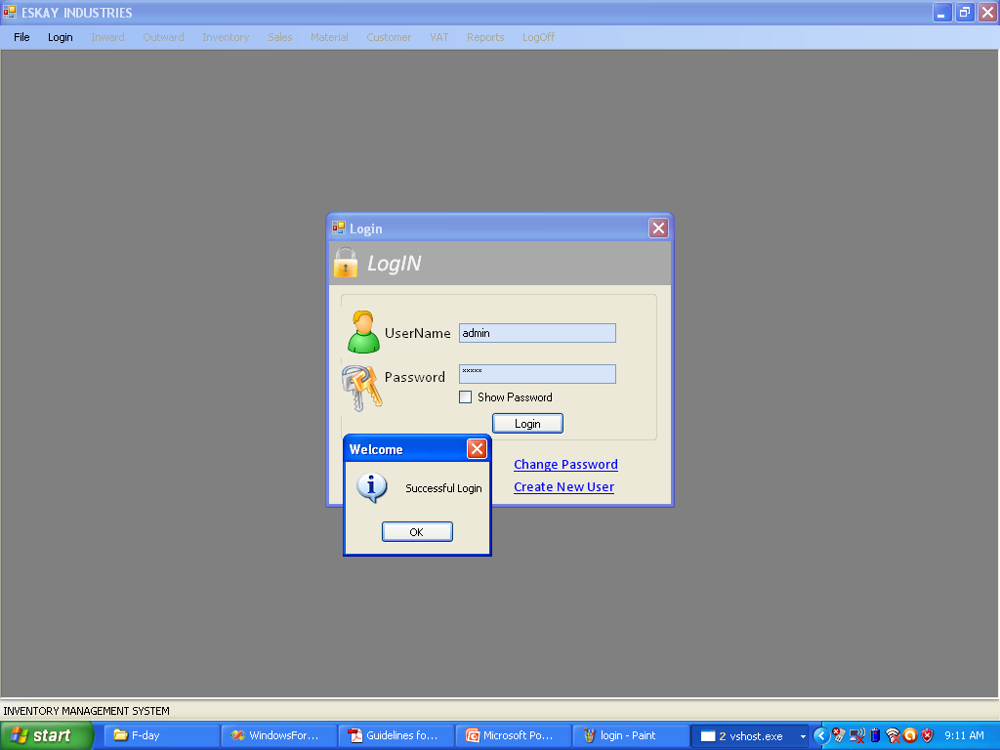 ESKAY INDUSTRIES
File Login Inward Outward Inventory Sales Material Customer VAT Reports LogOff
Login
LogIN
UserName admin
Password xxxxx
Show Password
Login
Welcome
Successful Login
OK
Change Password
Create New User
INVENTORY MANAGEMENT SYSTEM
start F-day WindowsFor... Guidelines fo... Microsoft Po... login - Paint 2 vshost.exe 9:11 AM